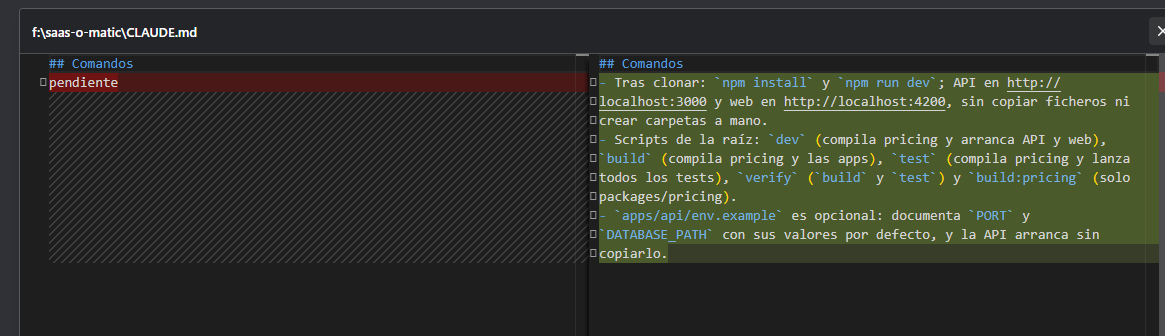 f:\saas-o-matic\CLAUDE.md
## Comandos
pendiente
## Comandos
- Tras clonar: `npm install` y `npm run dev`; API en http://
localhost:3000 y web en http://localhost:4200, sin copiar ficheros ni
crear carpetas a mano.
- Scripts de la raíz: `dev` (compila pricing y arranca API y web),
`build` (compila pricing y las apps), `test` (compila pricing y lanza
todos los tests), `verify` (`build` y `test`) y `build:pricing` (solo
packages/pricing).
- `apps/api/env.example` es opcional: documenta `PORT` y
`DATABASE_PATH` con sus valores por defecto, y la API arranca sin
copiarlo.